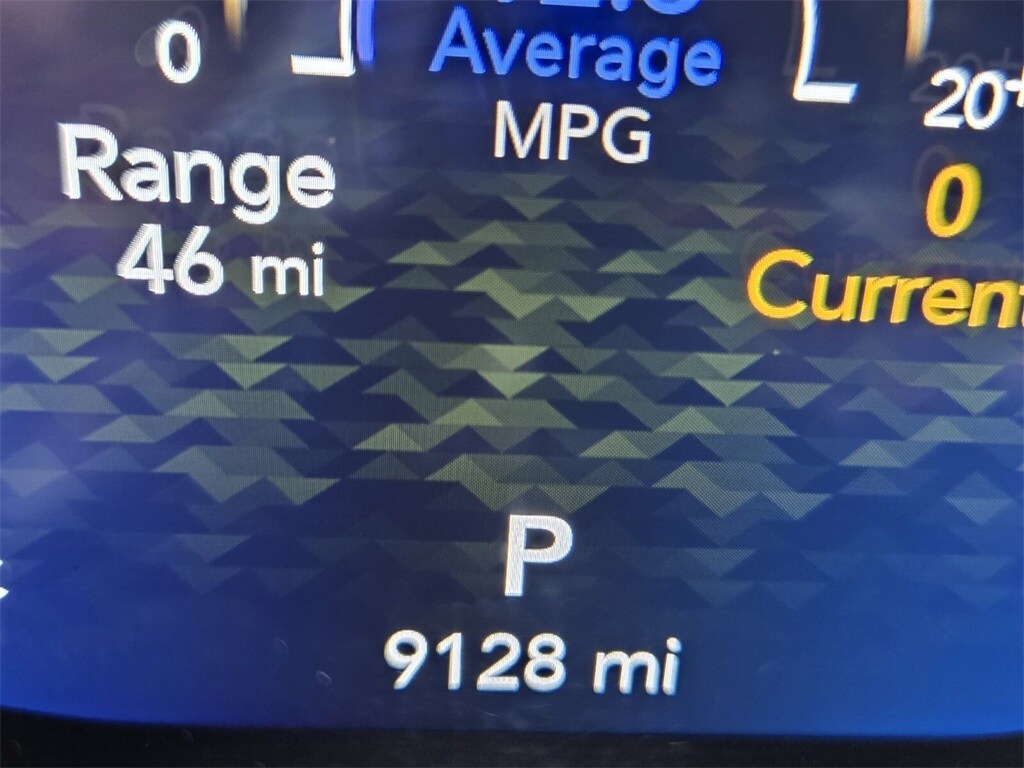 Average
MPG
0
20+
Range
46 mi
0
Current
P
9128 mi